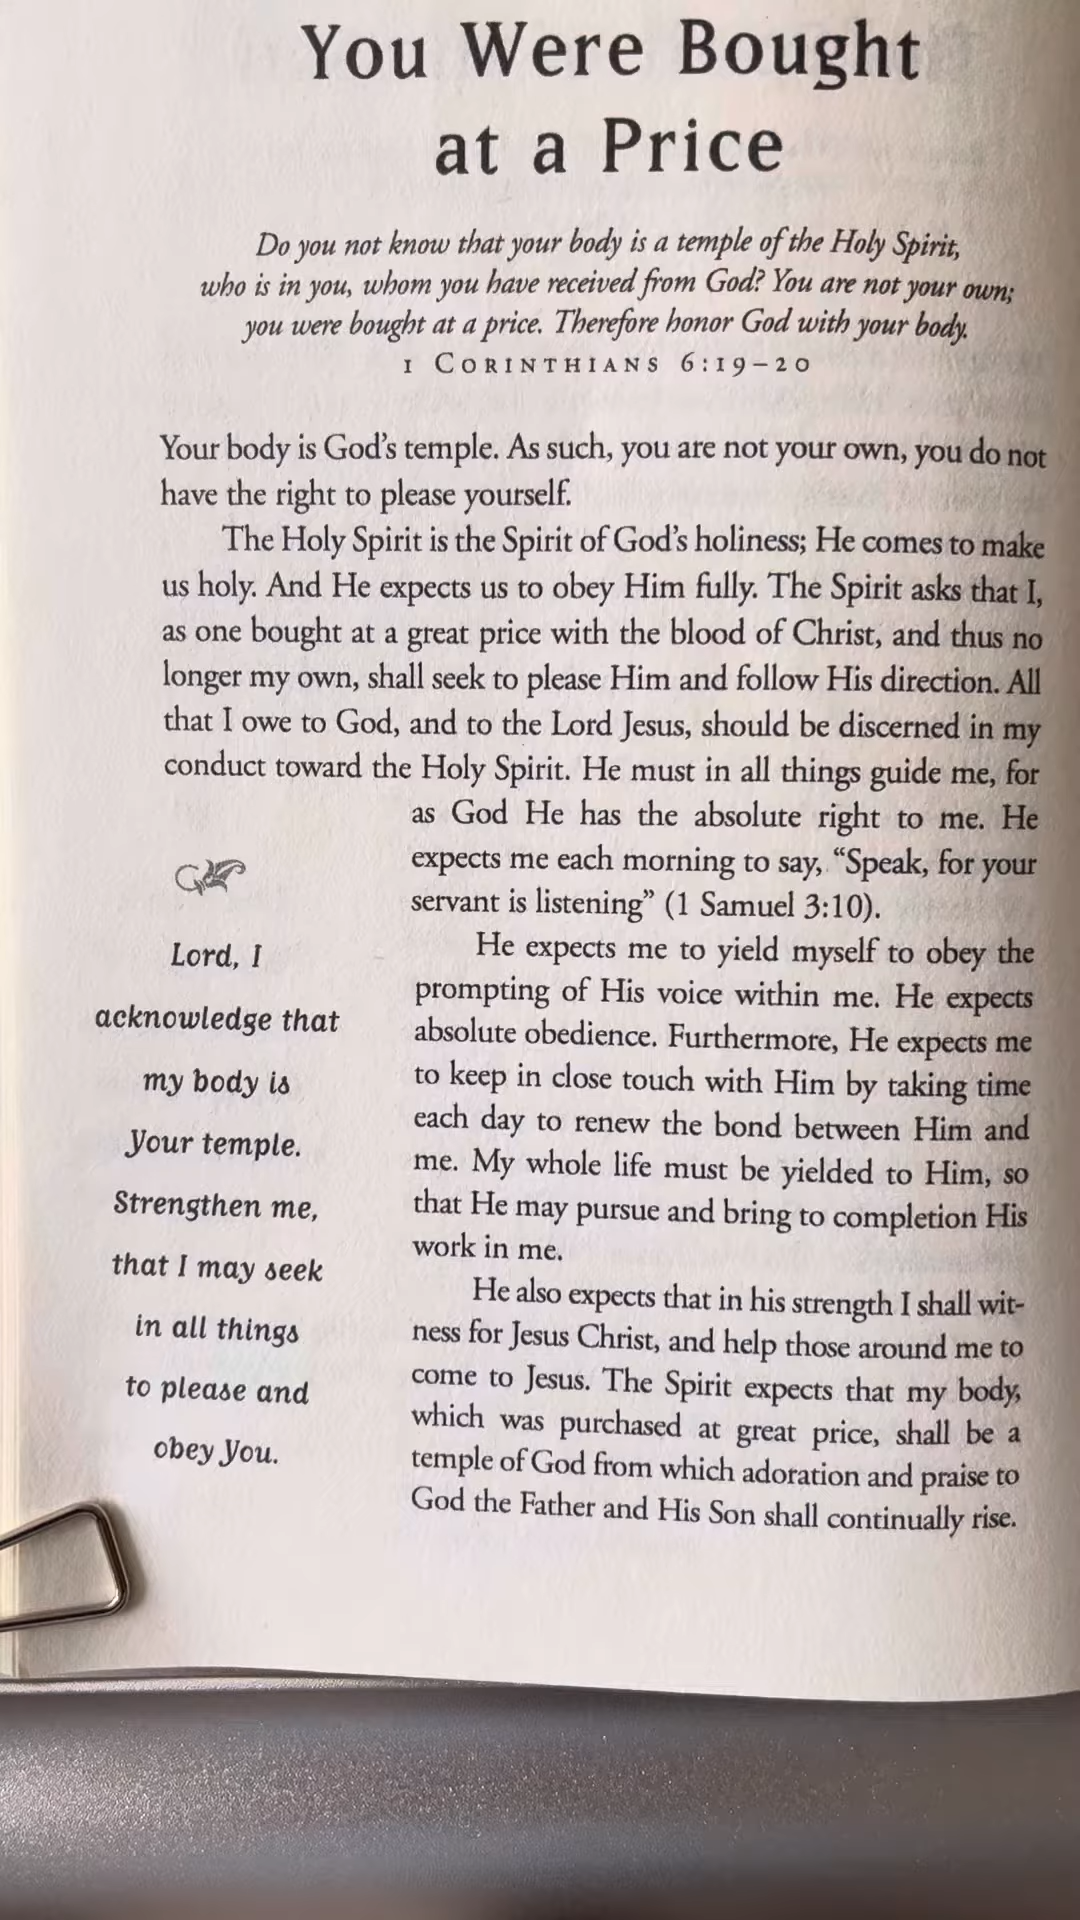 You Were Bought
at a Price
Do you not know that your body is a temple of the Holy Spirit,
who is in you, whom you have received from God? You are not your own;
you were bought at a price. Therefore honor God with your body.
1 CORINTHIANS 6:19–20
Your body is God's temple. As such, you are not your own, you do not
have the right to please yourself.
The Holy Spirit is the Spirit of God's holiness; He comes to make
us holy. And He expects us to obey Him fully. The Spirit asks that I,
as one bought at a great price with the blood of Christ, and thus no
longer my own, shall seek to please Him and follow His direction. All
that I owe to God, and to the Lord Jesus, should be discerned in my
conduct toward the Holy Spirit. He must in all things guide me, for
as God He has the absolute right to me. He
expects me each morning to say, “Speak, for your
servant is listening” (1 Samuel 3:10).
He expects me to yield myself to obey the
prompting of His voice within me. He expects
absolute obedience. Furthermore, He expects me
to keep in close touch with Him by taking time
each day to renew the bond between Him and
me. My whole life must be yielded to Him, so
that He may pursue and bring to completion His
work in me.
He also expects that in his strength I shall wit-
ness for Jesus Christ, and help those around me to
come to Jesus. The Spirit expects that my body,
which was purchased at great price, shall be a
temple of God from which adoration and praise to
God the Father and His Son shall continually rise.
Lord, I
acknowledge that
my body is
Your temple.
Strengthen me,
that I may seek
in all things
to please and
obey You.